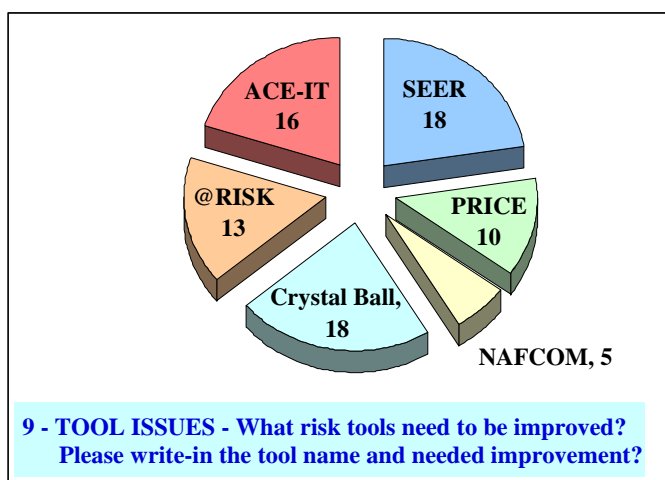 ACE-IT
16
SEER
18
@RISK
13
PRICE
10
Crystal Ball,
18
NAFCOM, 5
9 - TOOL ISSUES - What risk tools need to be improved?
Please write-in the tool name and needed improvement?